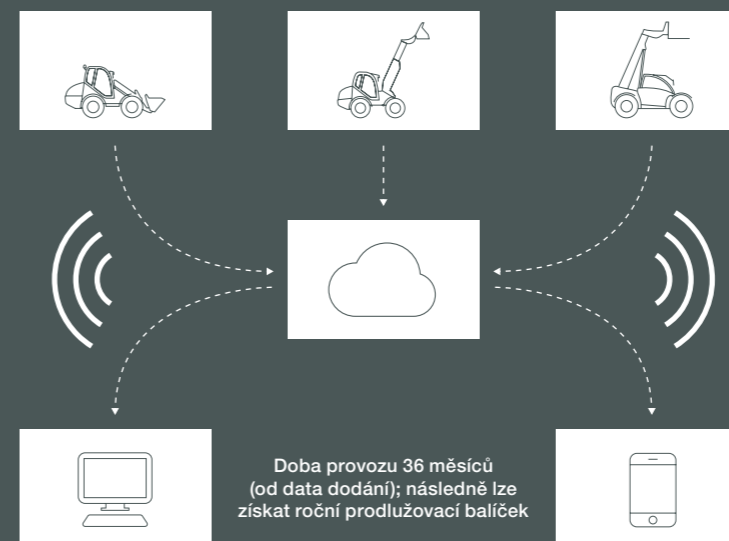 Doba provozu 36 měsíců
(od data dodání); následně lze
získat roční prodlužovací balíček